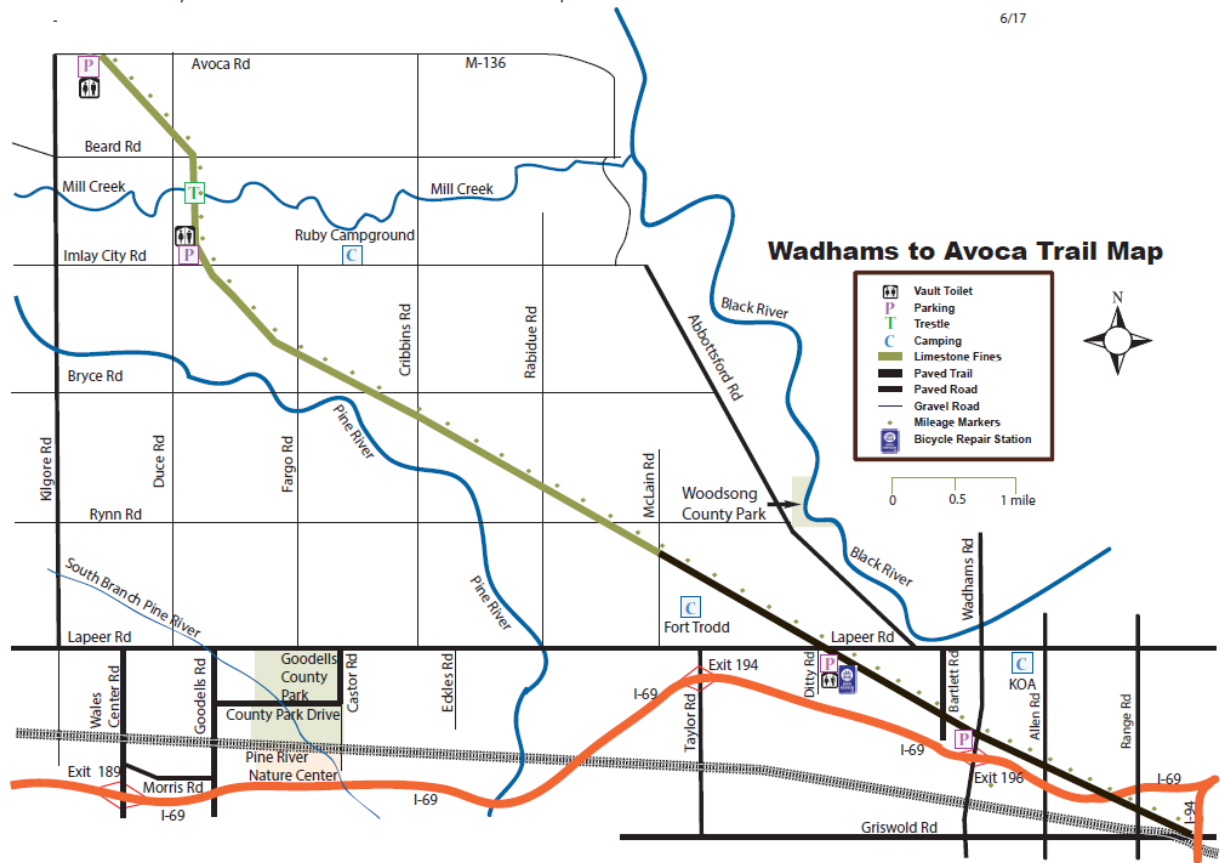 6/17
Avoca Rd
M-136
P
Beard Rd
Mill Creek
T
Mill Creek
Ruby Campground
Imlay City Rd
P
C
Wadhams to Avoca Trail Map
Vault Toilet
P Parking
T Trestle
C Camping
Limestone Fines
Paved Trail
Paved Road
Gravel Road
Mileage Markers
Bicycle Repair Station
N
0 0.5 1 mile
Black River
Abbottsford Rd
Cribbins Rd
Rabidue Rd
Bryce Rd
Pine River
Kilgore Rd
Duce Rd
Fargo Rd
McLain Rd
Woodsong
County Park
Rynn Rd
Black River
Wadhams Rd
South Branch Pine River
Pine River
C
Fort Trodd
Lapeer Rd
Lapeer Rd
Goodells
County
Park
Wales
Center Rd
Goodells Rd
Castor Rd
Eckles Rd
Exit 194
I-69
Taylor Rd
Ditty Rd
P
Bartlett Rd
C
KOA
Allen Rd
Range Rd
County Park Drive
P
I-69
Pine River
Nature Center
Exit 189
Morris Rd
I-69
I-69
Exit 196
I-69
I-94
Griswold Rd